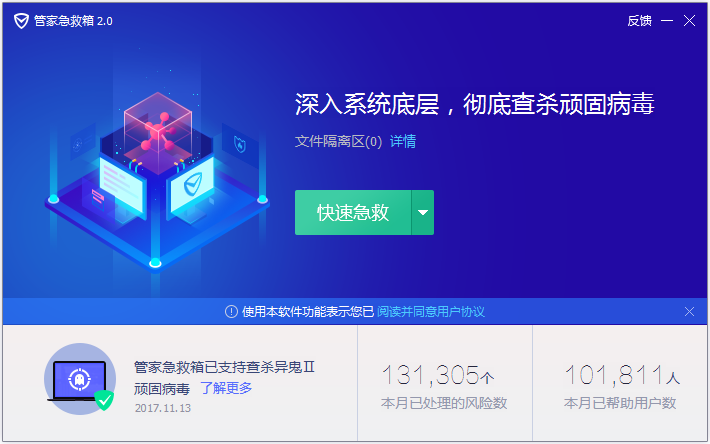 管家急救箱 2.0
反馈
深入系统底层，彻底查杀顽固病毒
文件隔离区(0) 详情
快速急救
使用本软件功能表示您已 阅读并同意用户协议
管家急救箱已支持查杀异鬼Ⅱ
顽固病毒 了解更多
2017.11.13
131,305个
本月已处理的风险数
101,811人
本月已帮助用户数